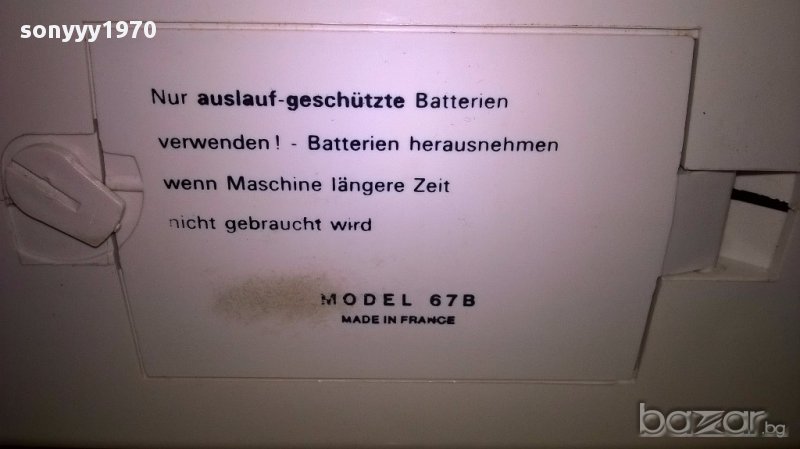 sonyyy1970
Nur auslauf-geschützte Batterien
verwenden! - Batterien herausnehmen
wenn Maschine längere Zeit
nicht gebraucht wird
MODEL 67B
MADE IN FRANCE
bazar.bg